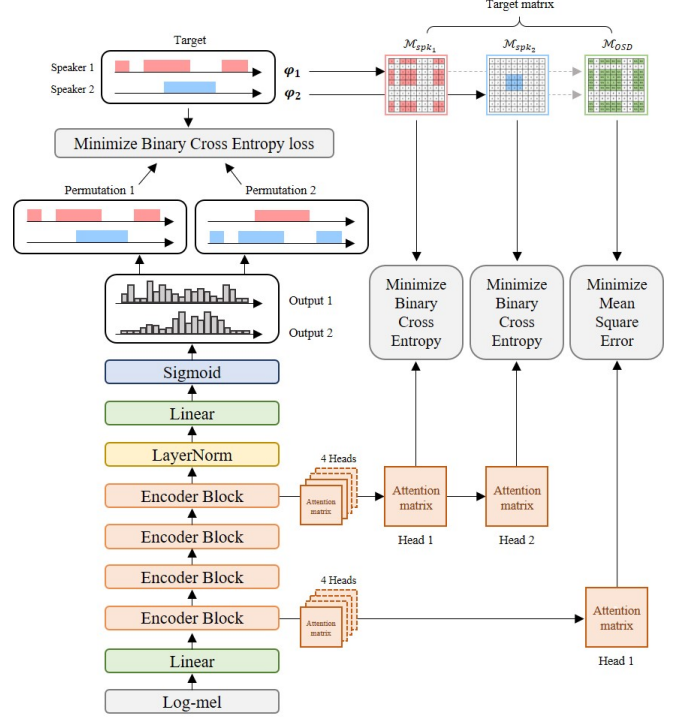 Target matrix
Target
Speaker 1
Speaker 2
φ₁
φ₂
ℳspk₁
ℳspk₂
ℳOSD
Minimize Binary Cross Entropy loss
Permutation 1
Permutation 2
Output 1
Output 2
Minimize
Binary
Cross
Entropy
Minimize
Binary
Cross
Entropy
Minimize
Mean
Square
Error
Sigmoid
Linear
LayerNorm
Encoder Block
Encoder Block
Encoder Block
Encoder Block
Linear
Log-mel
4 Heads
Attention
matrix
Attention
matrix
Head 1
Attention
matrix
Head 2
4 Heads
Attention
matrix
Attention
matrix
Head 1